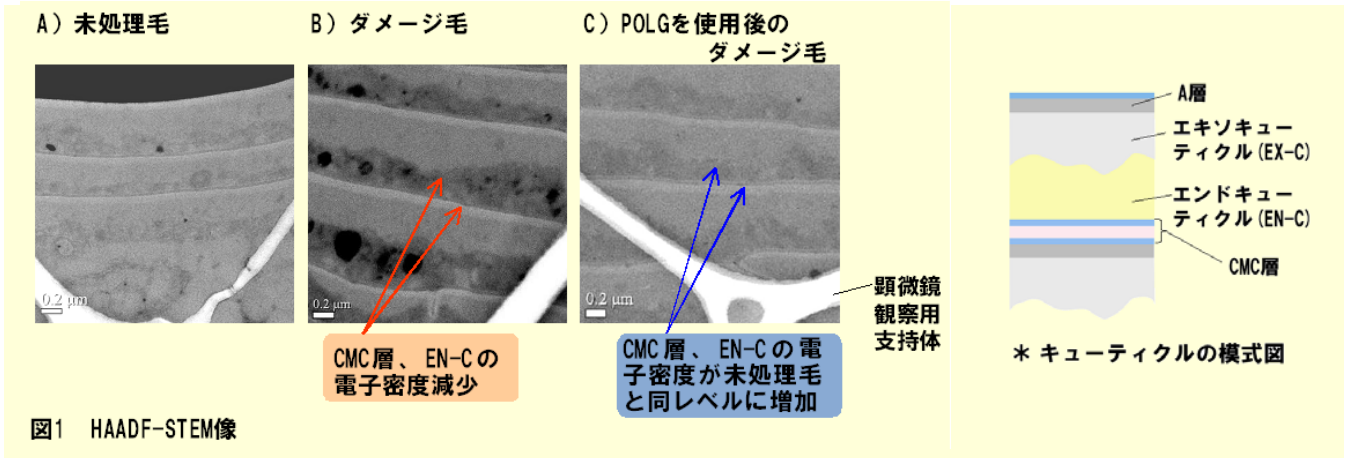 A) 未処理毛
B) ダメージ毛
C) POLGを使用後の
ダメージ毛
0.2 μm
0.2 μm
0.2 μm
CMC層、EN-Cの
電子密度減少
CMC層、EN-Cの電
子密度が未処理毛
と同レベルに増加
顕微鏡
観察用
支持体
図1 HAADF-STEM像
A層
エキソキュー
ティクル(EX-C)
エンドキュー
ティクル(EN-C)
CMC層
＊ キューティクルの模式図